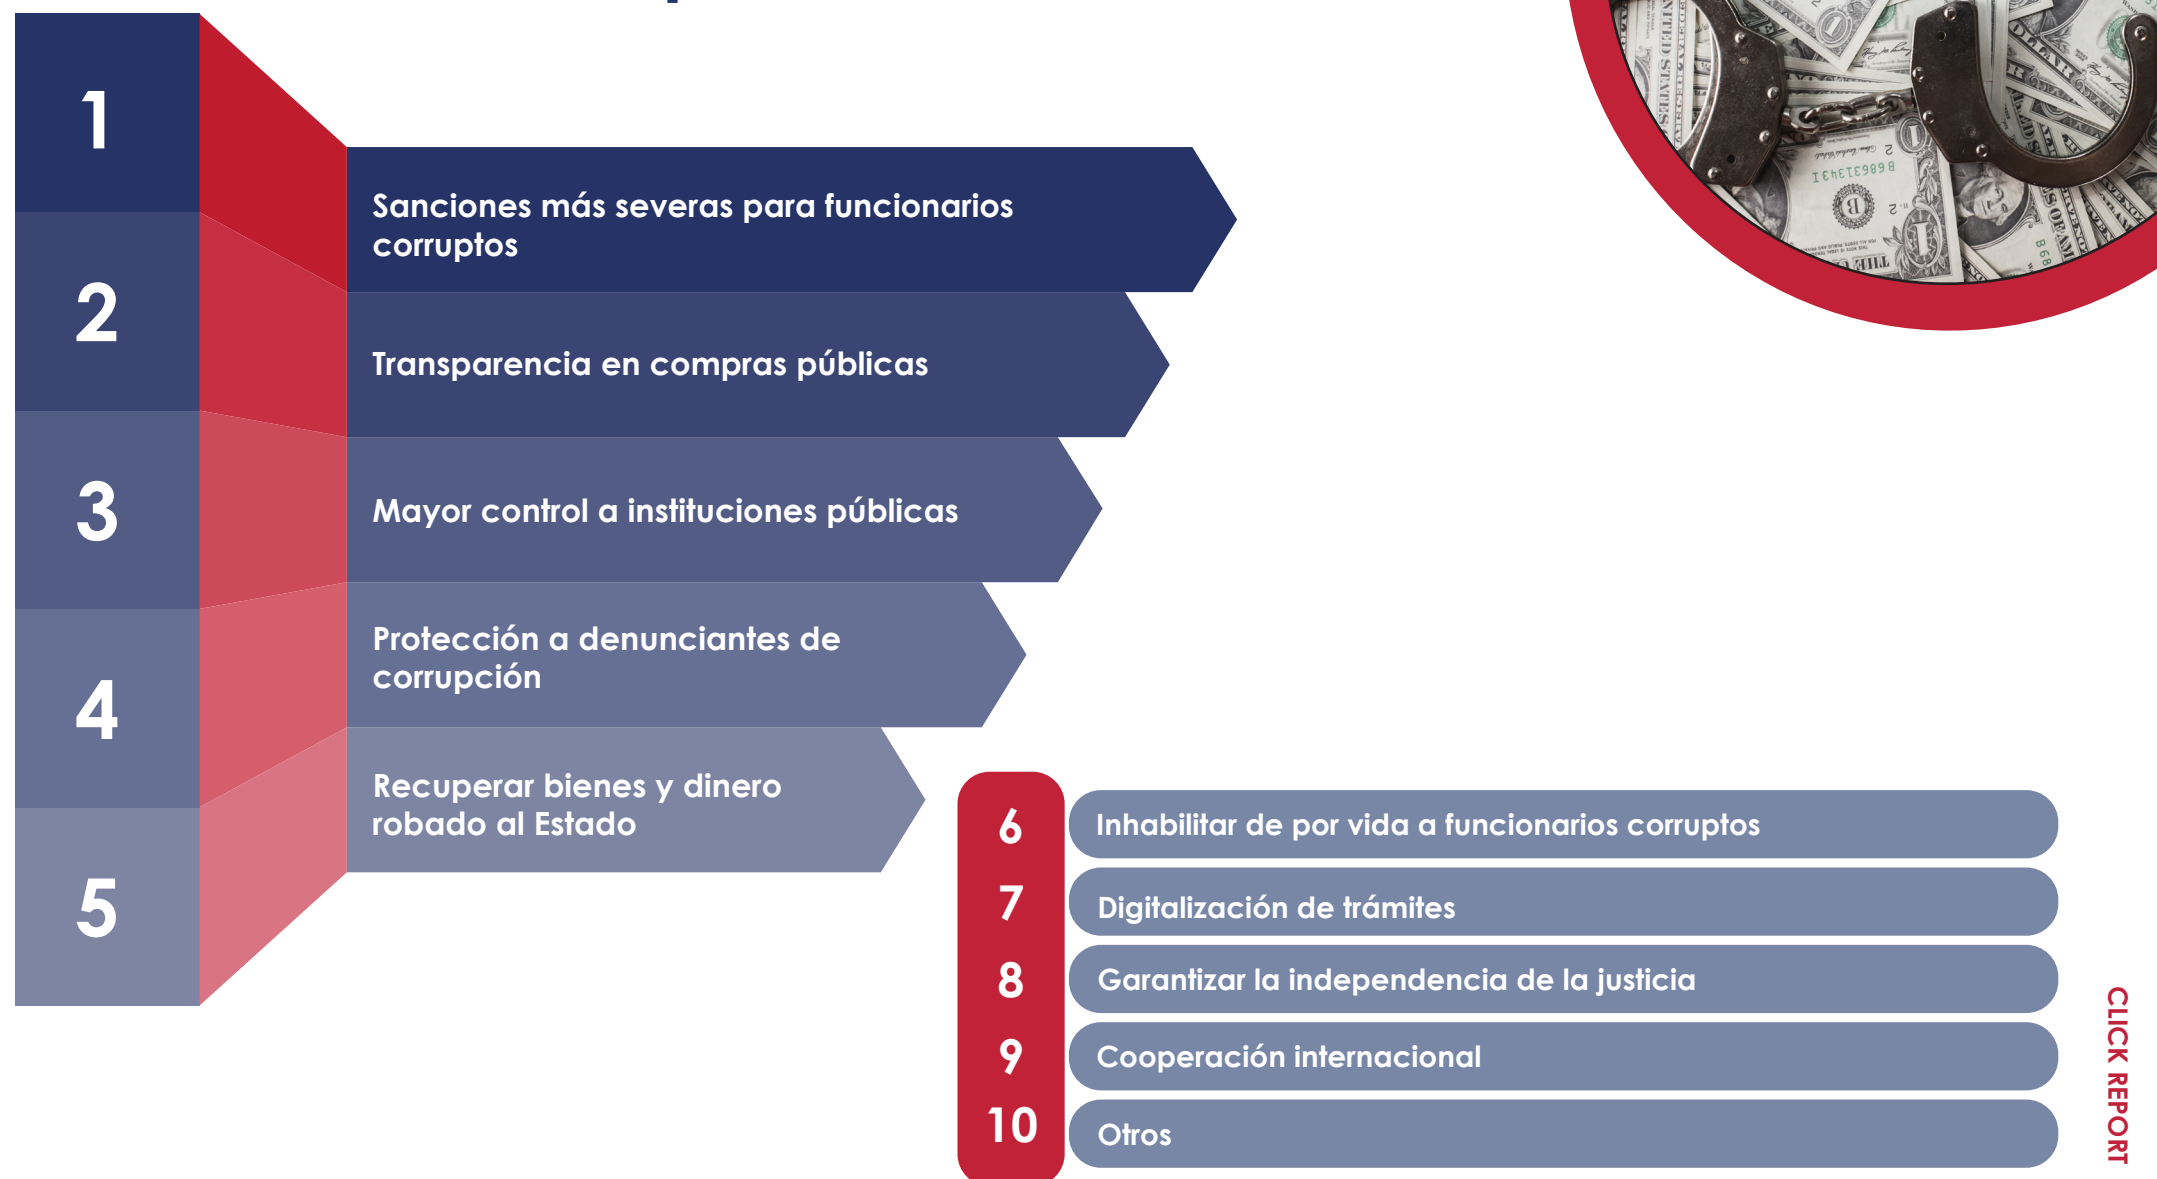 1
Sanciones más severas para funcionarios
corruptos
2
Transparencia en compras públicas
3
Mayor control a instituciones públicas
4
Protección a denunciantes de
corrupción
5
Recuperar bienes y dinero
robado al Estado
6
Inhabilitar de por vida a funcionarios corruptos
7
Digitalización de trámites
8
Garantizar la independencia de la justicia
9
Cooperación internacional
10
Otros
CLICK REPORT